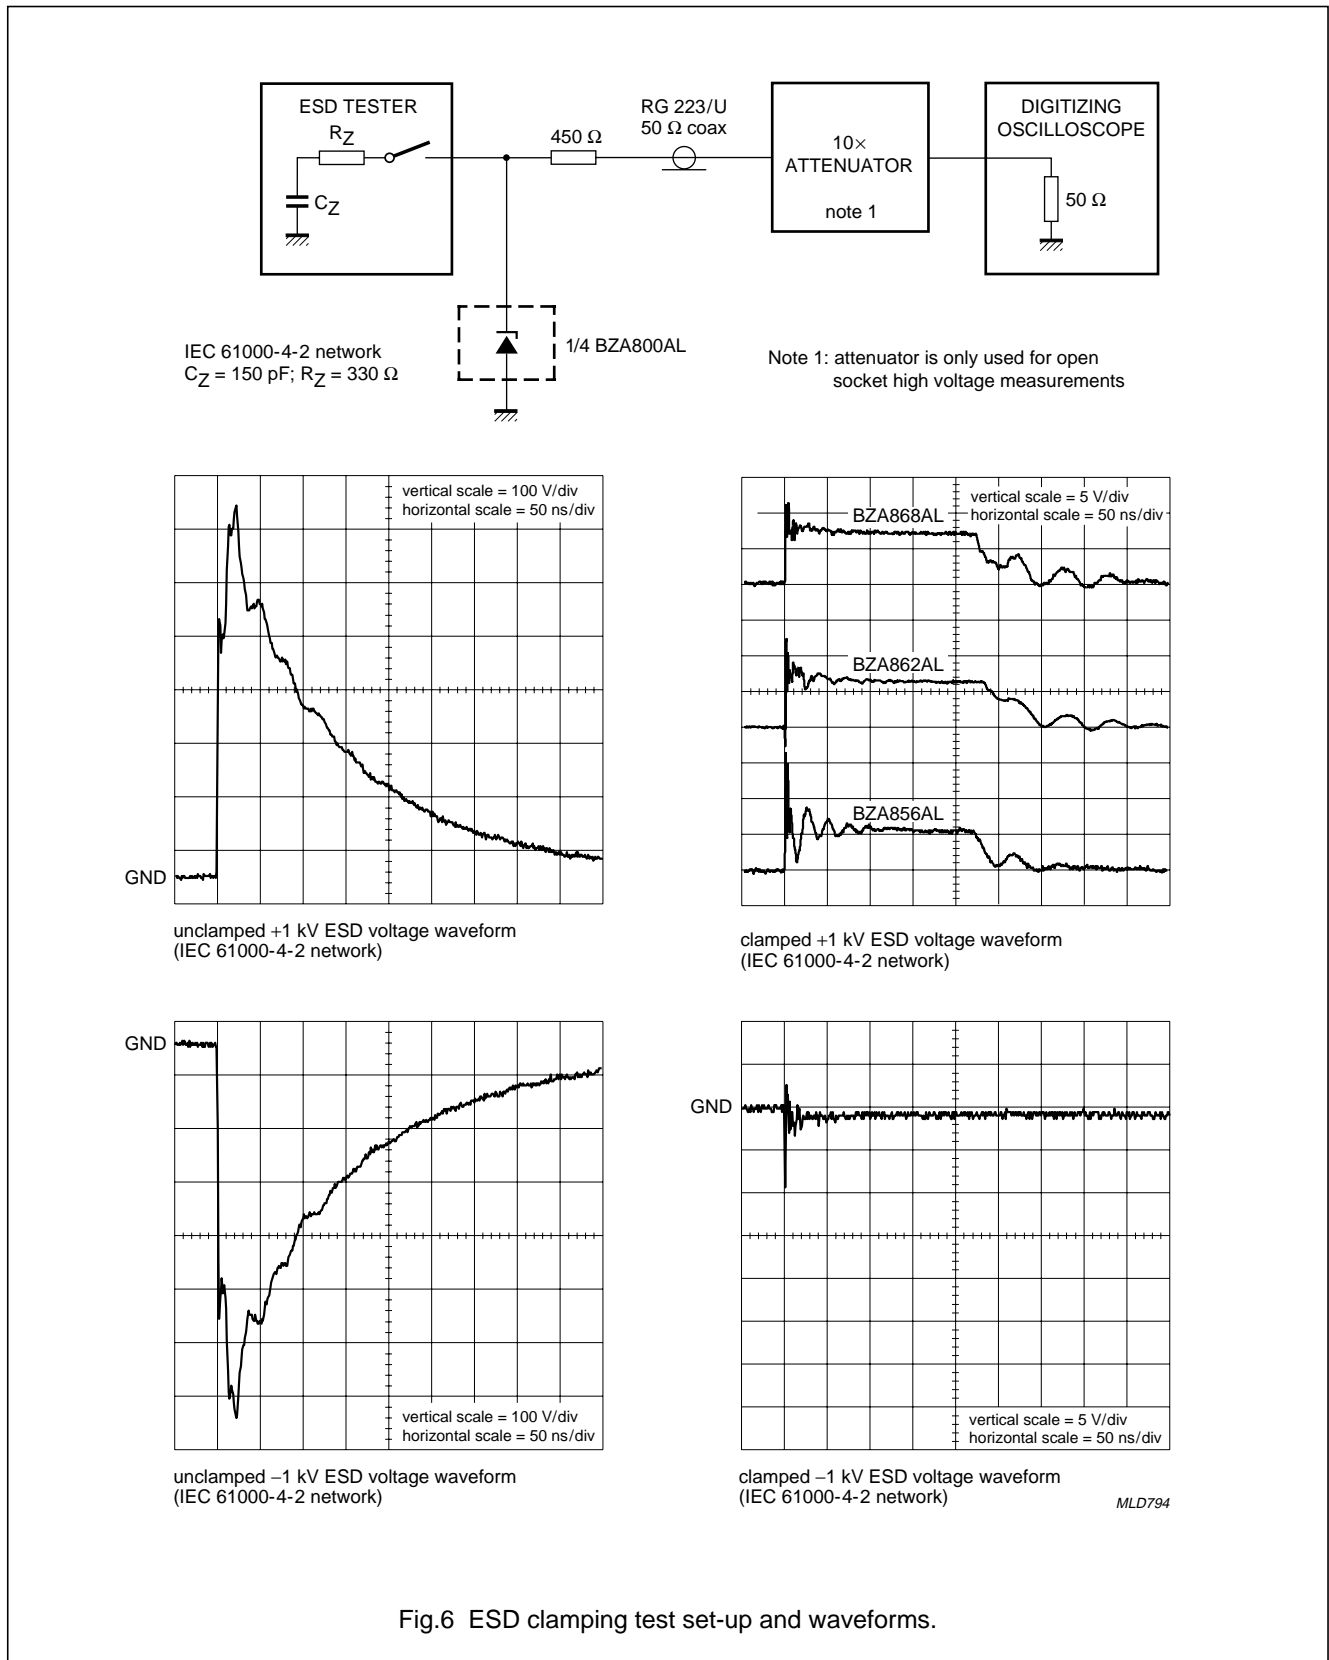 ESD TESTER
RZ
CZ
450 Ω
RG 223/U
50 Ω coax
10×
ATTENUATOR
note 1
DIGITIZING
OSCILLOSCOPE
50 Ω
1/4 BZA800AL
IEC 61000-4-2 network
CZ = 150 pF; RZ = 330 Ω
Note 1: attenuator is only used for open
socket high voltage measurements
vertical scale = 100 V/div
horizontal scale = 50 ns/div
GND
unclamped +1 kV ESD voltage waveform
(IEC 61000-4-2 network)
vertical scale = 5 V/div
horizontal scale = 50 ns/div
BZA868AL
BZA862AL
BZA856AL
clamped +1 kV ESD voltage waveform
(IEC 61000-4-2 network)
GND
vertical scale = 100 V/div
horizontal scale = 50 ns/div
unclamped −1 kV ESD voltage waveform
(IEC 61000-4-2 network)
GND
vertical scale = 5 V/div
horizontal scale = 50 ns/div
clamped −1 kV ESD voltage waveform
(IEC 61000-4-2 network)
MLD794
Fig.6 ESD clamping test set-up and waveforms.